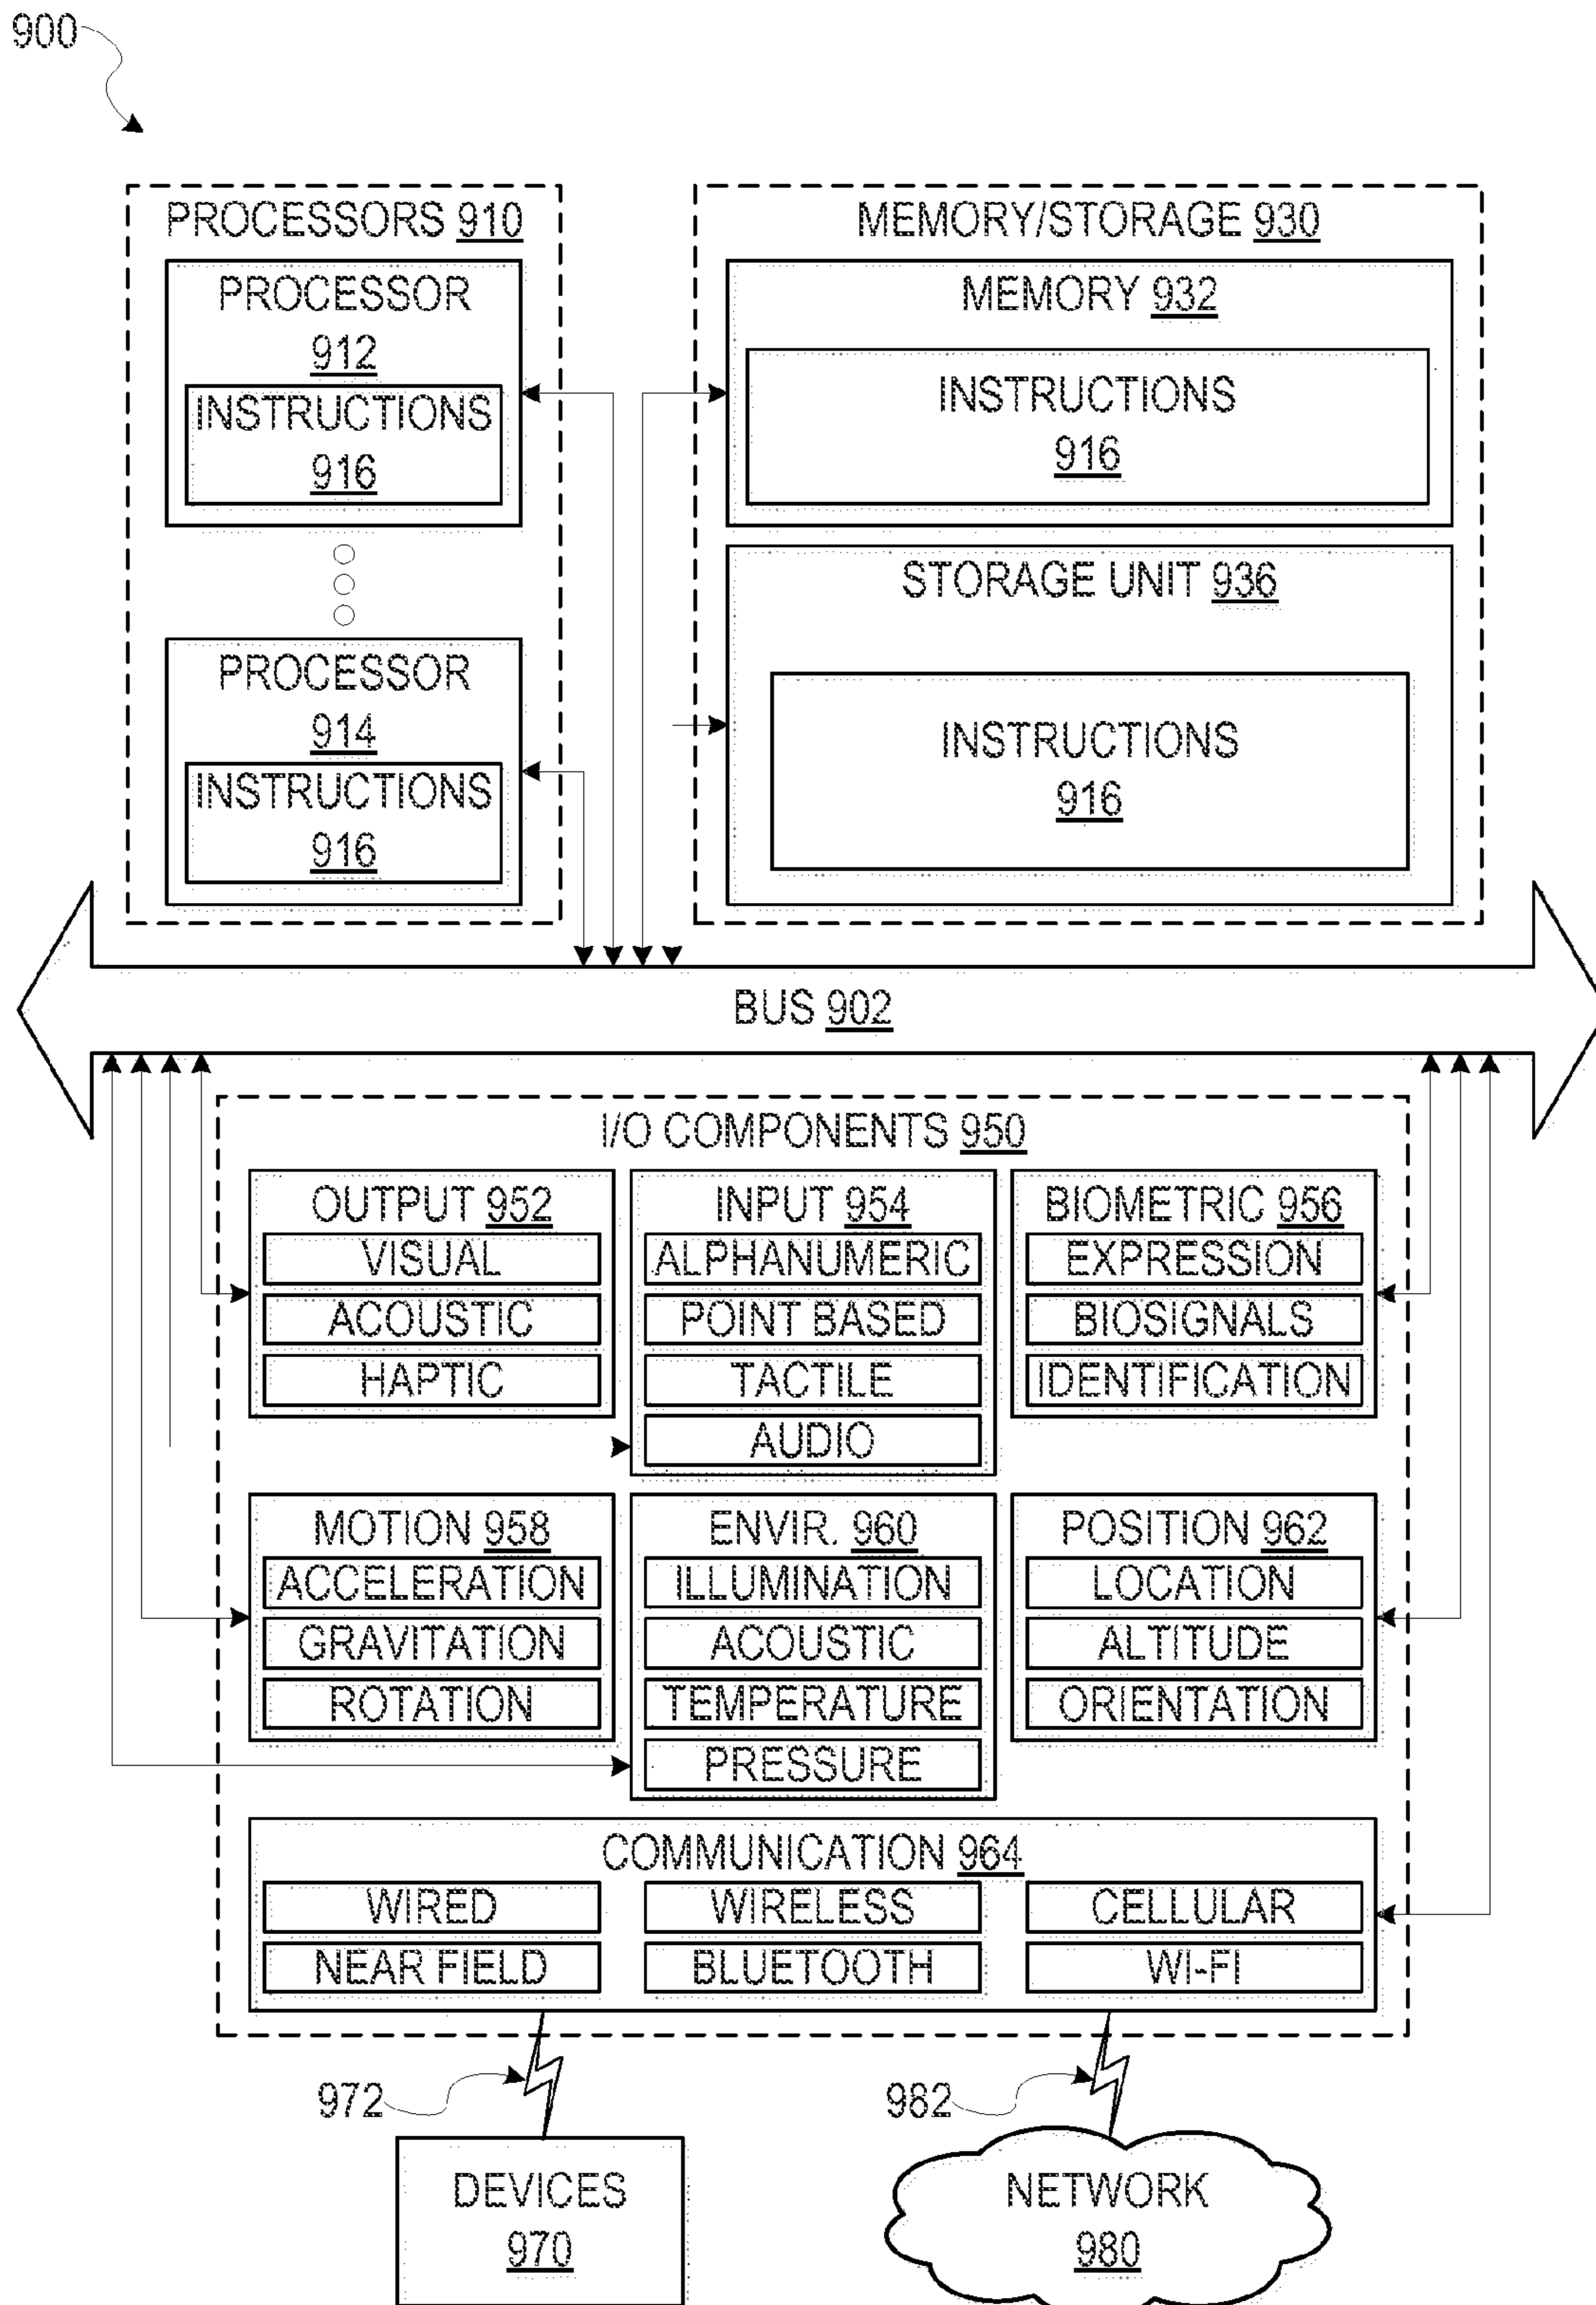 900
PROCESSORS 910
PROCESSOR
912
INSTRUCTIONS
916
PROCESSOR
914
INSTRUCTIONS
916
MEMORY/STORAGE 930
MEMORY 932
INSTRUCTIONS
916
STORAGE UNIT 936
INSTRUCTIONS
916
BUS 902
I/O COMPONENTS 950
OUTPUT 952
VISUAL
ACOUSTIC
HAPTIC
INPUT 954
ALPHANUMERIC
POINT BASED
TACTILE
AUDIO
BIOMETRIC 956
EXPRESSION
BIOSIGNALS
IDENTIFICATION
MOTION 958
ACCELERATION
GRAVITATION
ROTATION
ENVIR. 960
ILLUMINATION
ACOUSTIC
TEMPERATURE
PRESSURE
POSITION 962
LOCATION
ALTITUDE
ORIENTATION
COMMUNICATION 964
WIRED
WIRELESS
CELLULAR
NEAR FIELD
BLUETOOTH
WI-FI
972
982
DEVICES
970
NETWORK
980